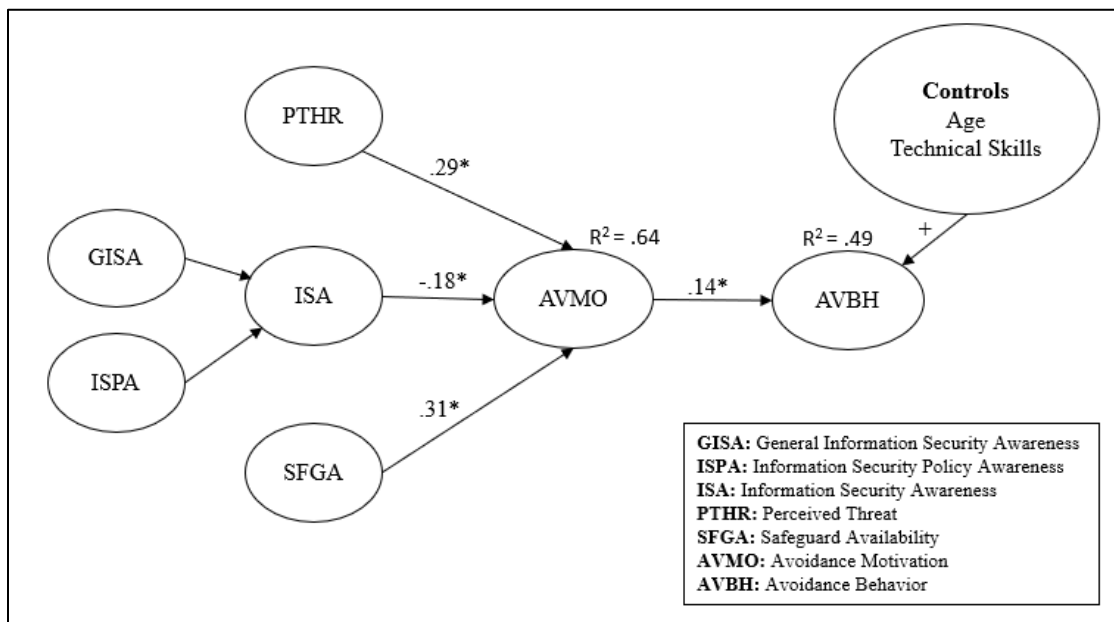 Controls
Age
Technical Skills
PTHR
.29*
+
R² = .64
R² = .49
GISA
ISA
-.18*
AVMO
.14*
AVBH
ISPA
.31*
SFGA
GISA: General Information Security Awareness
ISPA: Information Security Policy Awareness
ISA: Information Security Awareness
PTHR: Perceived Threat
SFGA: Safeguard Availability
AVMO: Avoidance Motivation
AVBH: Avoidance Behavior